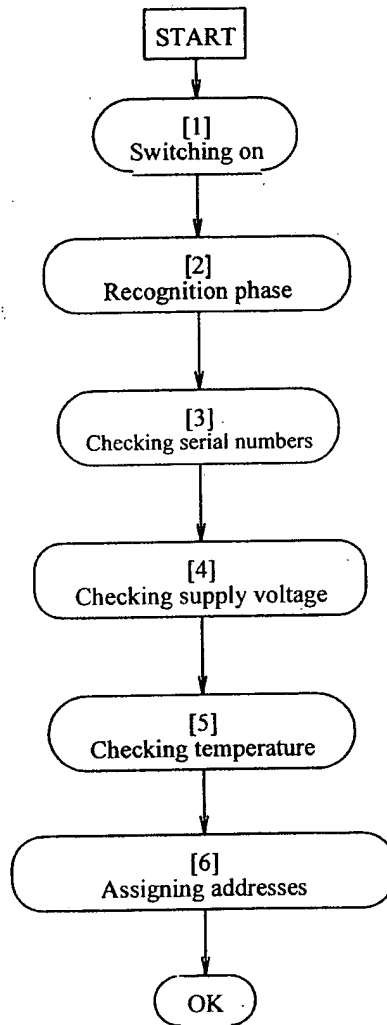 START
[1]
Switching on
[2]
Recognition phase
[3]
Checking serial numbers
[4]
Checking supply voltage
[5]
Checking temperature
[6]
Assigning addresses
OK